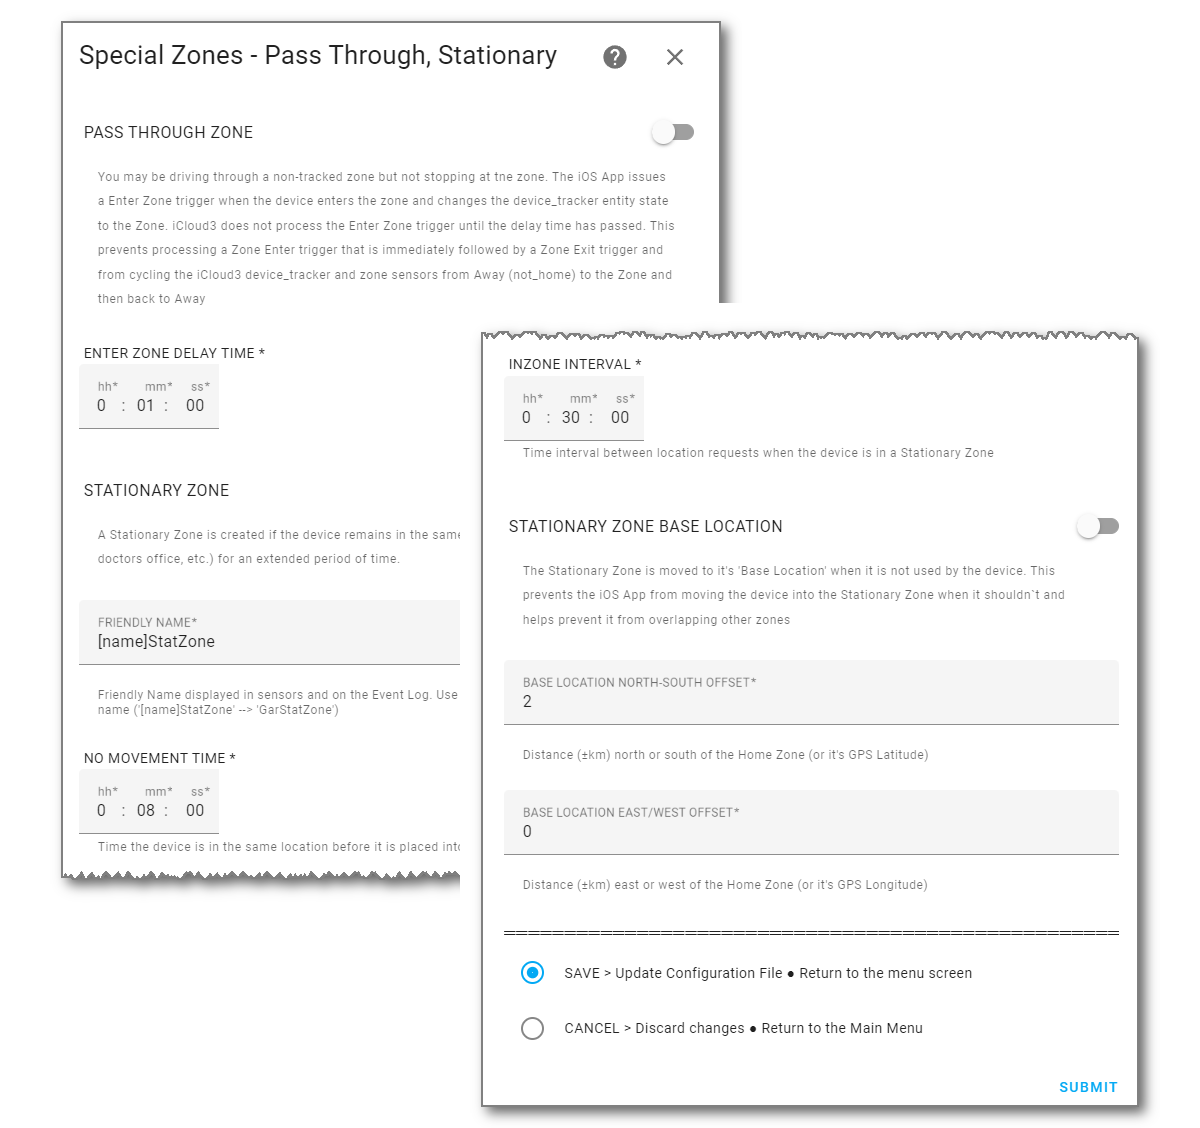 Special Zones - Pass Through, Stationary
PASS THROUGH ZONE
You may be driving through a non-tracked zone but not stopping at the zone. The iOS App issues
a Enter Zone trigger when the device enters the zone and changes the device_tracker entity state
to the Zone. iCloud3 does not process the Enter Zone trigger until the delay time has passed. This
prevents processing a Zone Enter trigger that is immediately followed by a Zone Exit trigger and
from cycling the iCloud3 device_tracker and zone sensors from Away (not_home) to the Zone and
then back to Away
ENTER ZONE DELAY TIME *
hh* mm* ss*
0 : 01 : 00
STATIONARY ZONE
A Stationary Zone is created if the device remains in the same
doctors office, etc.) for an extended period of time.
FRIENDLY NAME*
[name]StatZone
Friendly Name displayed in sensors and on the Event Log. Use
name ('[name]StatZone' --> 'GarStatZone')
NO MOVEMENT TIME *
hh* mm* ss*
0 : 08 : 00
Time the device is in the same location before it is placed into
INZONE INTERVAL *
hh* mm* ss*
0 : 30 : 00
Time interval between location requests when the device is in a Stationary Zone
STATIONARY ZONE BASE LOCATION
The Stationary Zone is moved to it's 'Base Location' when it is not used by the device. This
prevents the iOS App from moving the device into the Stationary Zone when it shouldn`t and
helps prevent it from overlapping other zones
BASE LOCATION NORTH-SOUTH OFFSET*
2
Distance (±km) north or south of the Home Zone (or it's GPS Latitude)
BASE LOCATION EAST/WEST OFFSET*
0
Distance (±km) east or west of the Home Zone (or it's GPS Longitude)
SAVE > Update Configuration File ● Return to the menu screen
CANCEL > Discard changes ● Return to the Main Menu
SUBMIT